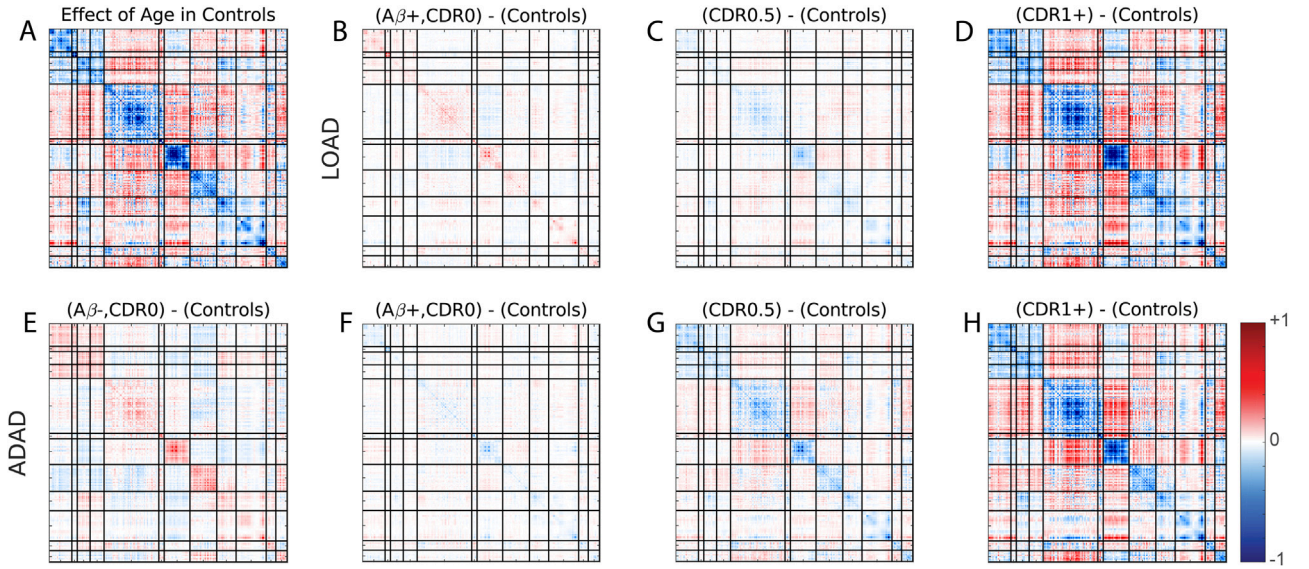 A Effect of Age in Controls
B (Aβ+,CDR0) - (Controls)
C (CDR0.5) - (Controls)
D (CDR1+) - (Controls)
LOAD
E (Aβ-,CDR0) - (Controls)
F (Aβ+,CDR0) - (Controls)
G (CDR0.5) - (Controls)
H (CDR1+) - (Controls)
ADAD
+1
0
-1